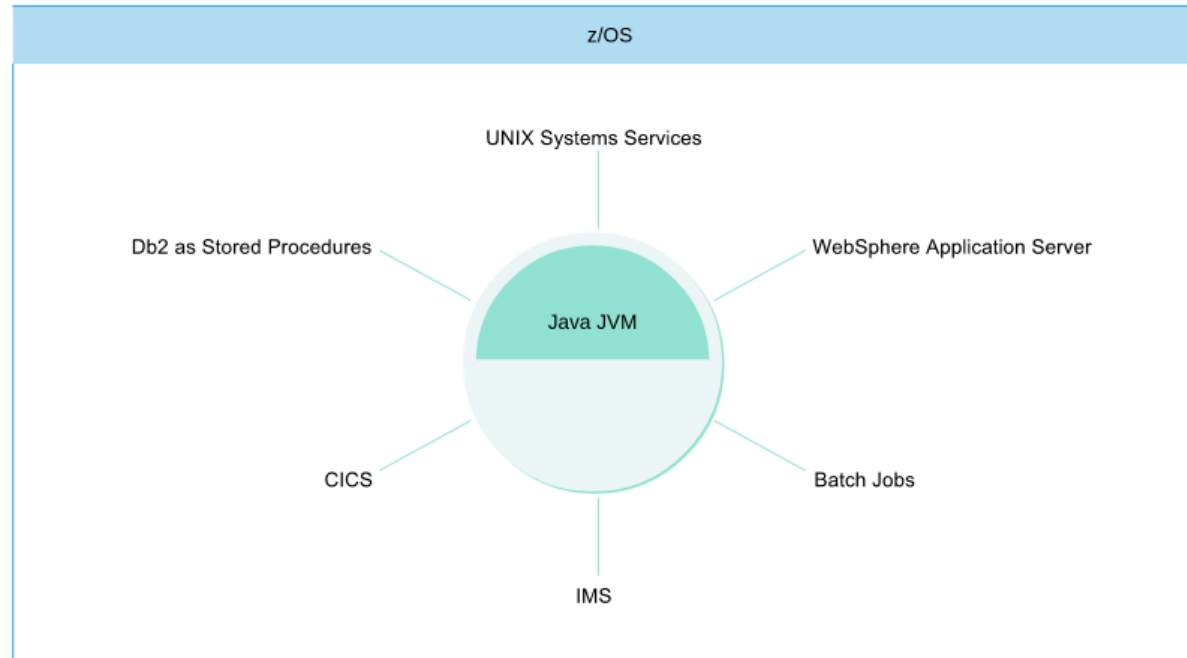 z/OS
UNIX Systems Services
Db2 as Stored Procedures
WebSphere Application Server
Java JVM
CICS
Batch Jobs
IMS